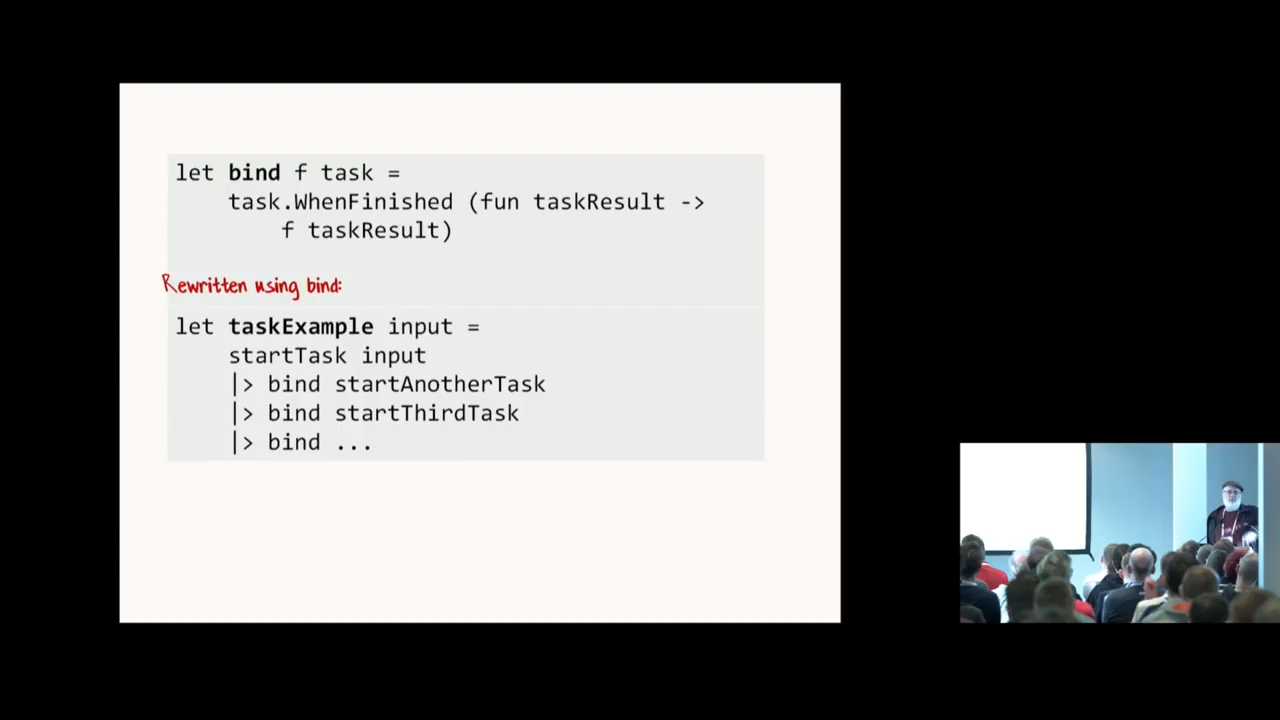 let bind f task =
    task.WhenFinished (fun taskResult ->
        f taskResult)
Rewritten using bind:
let taskExample input =
    startTask input
    |> bind startAnotherTask
    |> bind startThirdTask
    |> bind ...